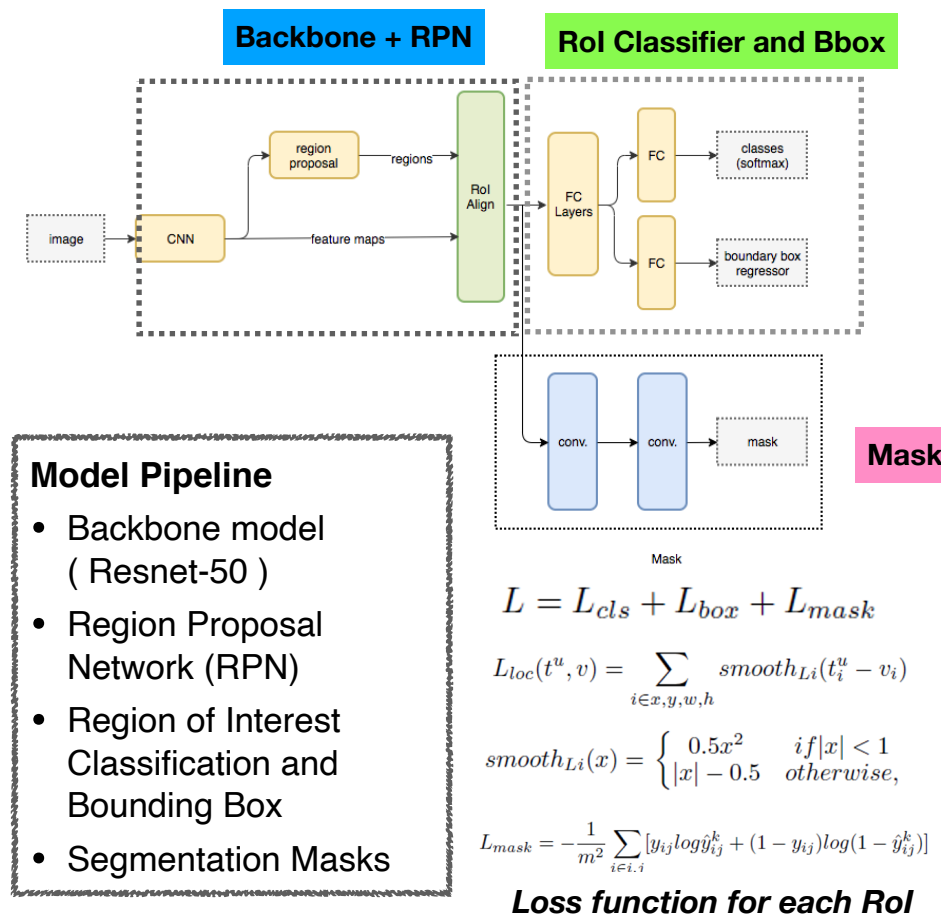 Backbone + RPN
RoI Classifier and Bbox
image
CNN
region
proposal
regions
feature maps
RoI
Align
FC
Layers
FC
classes
(softmax)
FC
boundary box
regressor
conv.
conv.
mask
Mask
Mask
Model Pipeline
• Backbone model
( Resnet-50 )
• Region Proposal
Network (RPN)
• Region of Interest
Classification and
Bounding Box
• Segmentation Masks
L = L_{cls} + L_{box} + L_{mask}
L_{loc}(t^u, v) = \sum_{i \in x,y,w,h} smooth_{Li}(t_i^u - v_i)
smooth_{Li}(x) = \begin{cases} 0.5x^2 & if|x| < 1 \\ |x| - 0.5 & otherwise, \end{cases}
L_{mask} = -\frac{1}{m^2} \sum_{i \in i,j} [y_{ij} log \hat{y}_{ij}^k + (1 - y_{ij}) log(1 - \hat{y}_{ij}^k)]
Loss function for each RoI